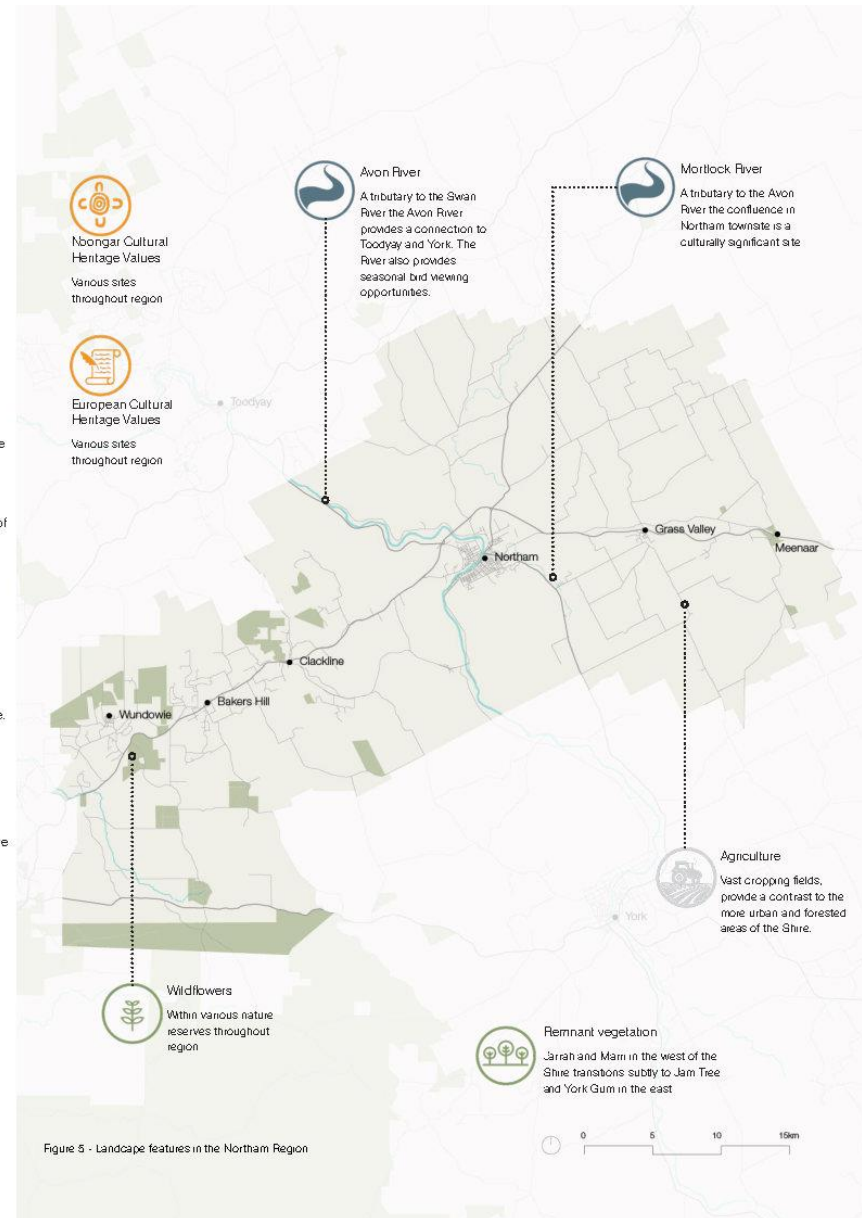 Avon River
A tributary to the Swan
River the Avon River
provides a connection to
Toodyay and York. The
River also provides
seasonal bird viewing
opportunities.
Mortlock River
A tributary to the Avon
River the confluence in
Northam townsite is a
culturally significant site
Noongar Cultural
Heritage Values
Various sites
throughout region
European Cultural
Heritage Values
Various sites
throughout region
Toodyay
e
of
Grass Valley
Meenaar
Northam
Clackline
Bakers Hill
Wundowie
e.
e
Agriculture
Vast cropping fields,
provide a contrast to the
more urban and forested
areas of the Shire.
York
Wildflowers
Within various nature
reserves throughout
region
Remnant vegetation
Jarrah and Marri in the west of the
Shire transitions subtly to Jam Tree
and York Gum in the east
Figure 5 - Landscape features in the Northam Region
0 5 10 15km